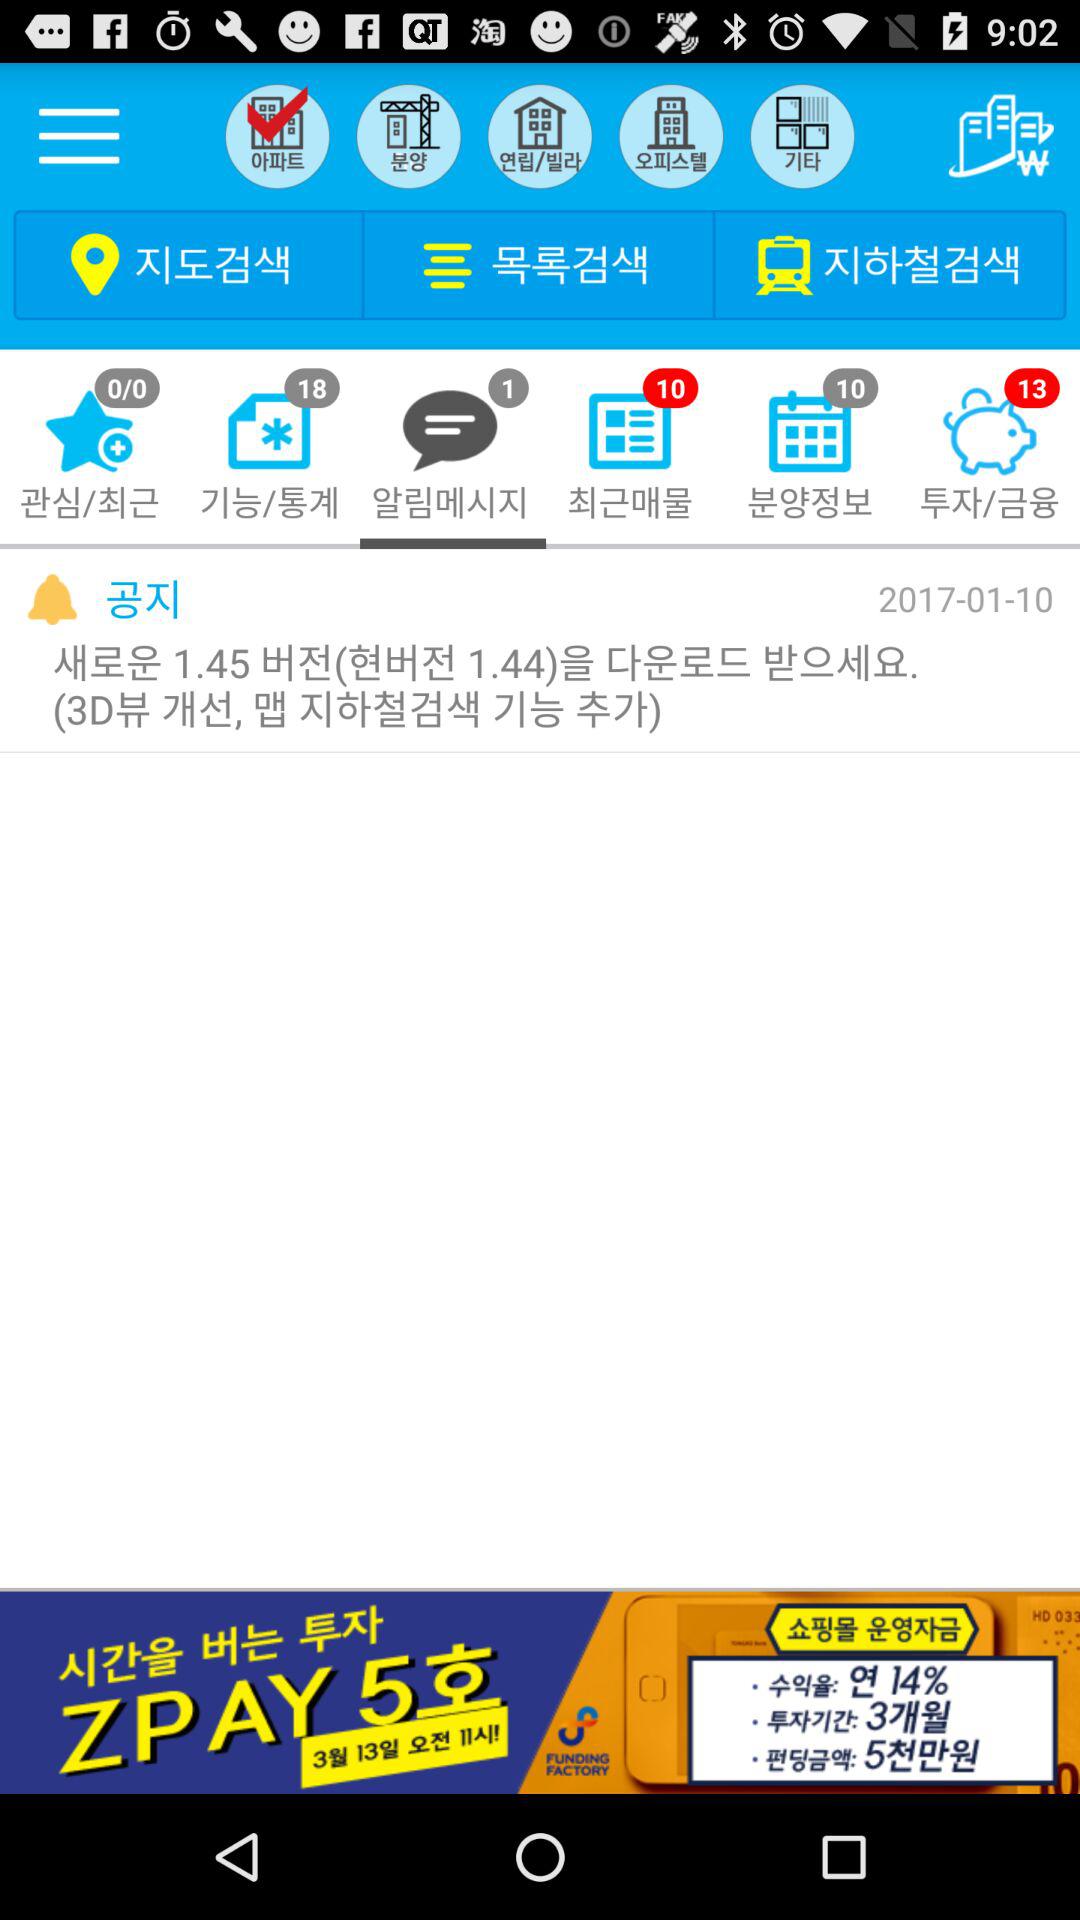 QT 淘 FAKE 9:02
아파트 분양 연립/빌라 오피스텔 기타
지도검색 목록검색 지하철검색
0/0 18 1 10 10 13
관심/최근 기능/통계 알림메시지 최근매물 분양정보 투자/금융
공지 2017-01-10
새로운 1.45 버전(현버전 1.44)을 다운로드 받으세요.
(3D뷰 개선, 맵 지하철검색 기능 추가)
시간을 버는 투자
ZPAY 5호
3월 13일 오전 11시!
FUNDING
FACTORY
쇼핑몰 운영자금
· 수익율: 연 14%
· 투자기간: 3개월
· 펀딩금액: 5천만원
HD 033